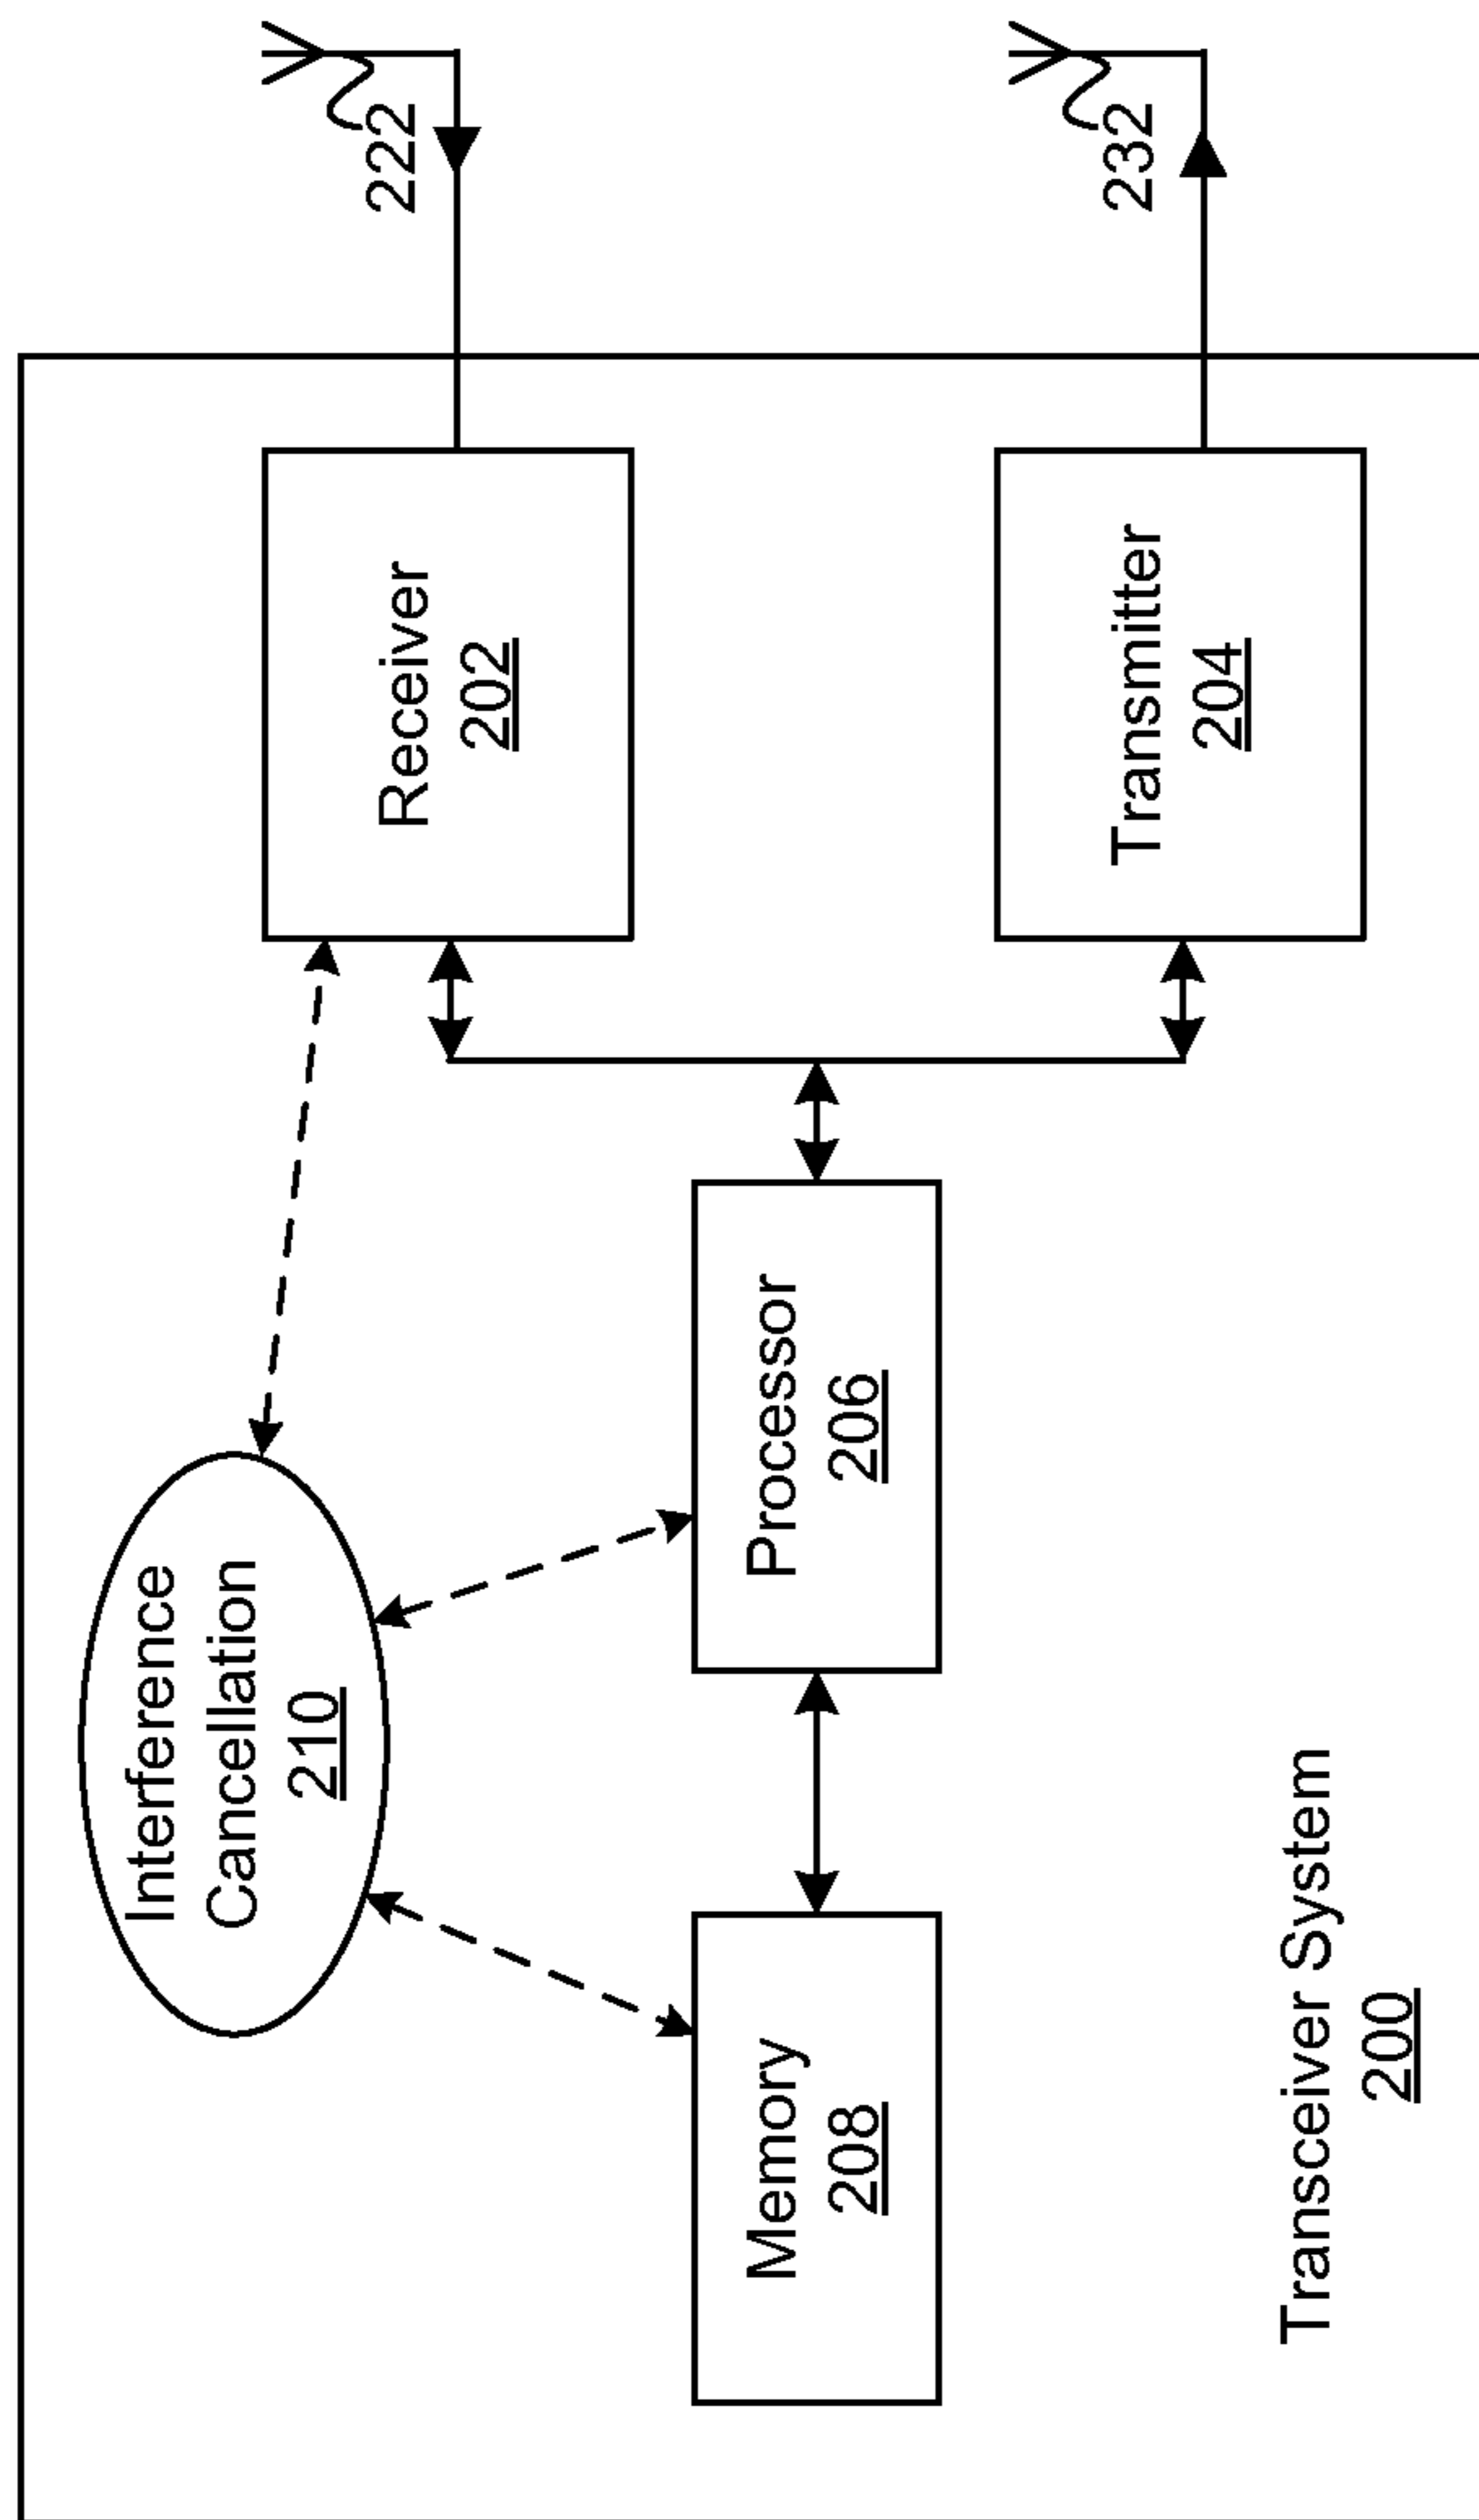 Interference
Cancellation
210
Receiver
202
222
Memory
208
Processor
206
Transmitter
204
232
Transceiver System
200